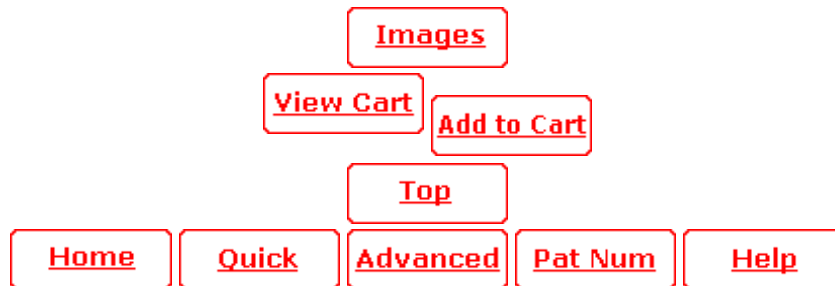 Images
View Cart
Add to Cart
Top
Home Quick Advanced Pat Num Help